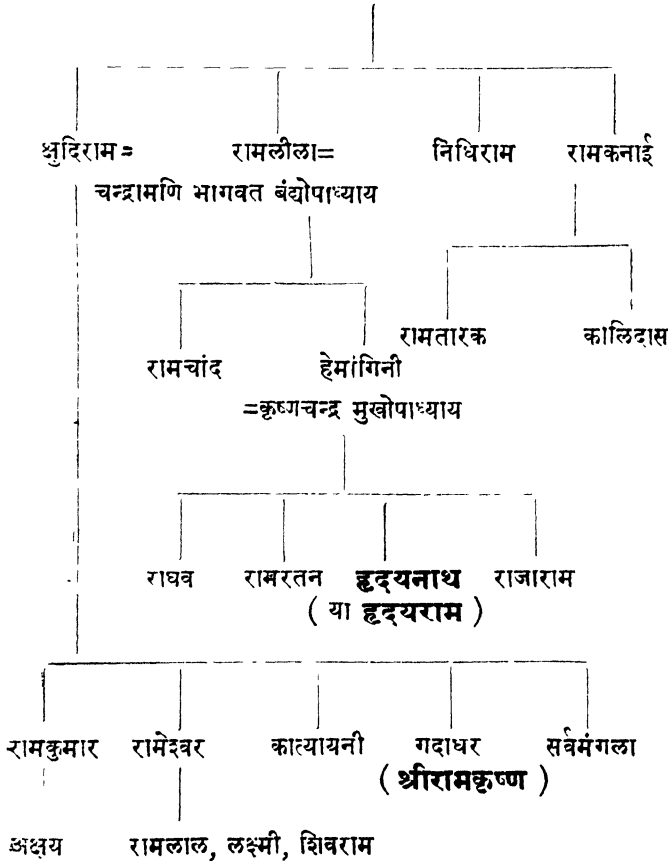 क्षुदिराम= रामलीला= निधिराम रामकनाई
चन्द्रामणि भागवत बंद्योपाध्याय
रामतारक कालिदास
रामचांद हेमांगिनी
=कृष्णचन्द्र मुखोपाध्याय
राघव रामरतन हृदयनाथ राजाराम
( या हृदयराम )
रामकुमार रामेश्वर कात्यायनी गदाधर सर्वमंगला
( श्रीरामकृष्ण )
अक्षय रामलाल, लक्ष्मी, शिवराम